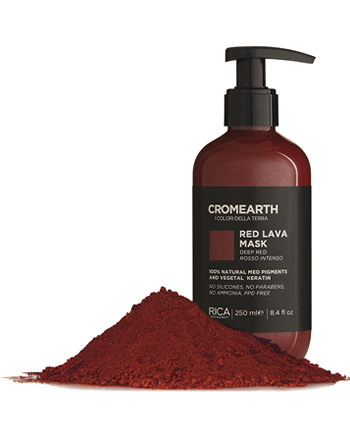 CROMEARTH
I COLORI DELLA TERRA
RED LAVA
MASK
DEEP RED
ROSSO INTENSO
100% NATURAL MED PIGMENTS
AND VEGETAL KERATIN
NO SILICONES, NO PARABENS,
NO AMMONIA, PPD FREE
RICA
250 ml℮ 8.4 fl oz